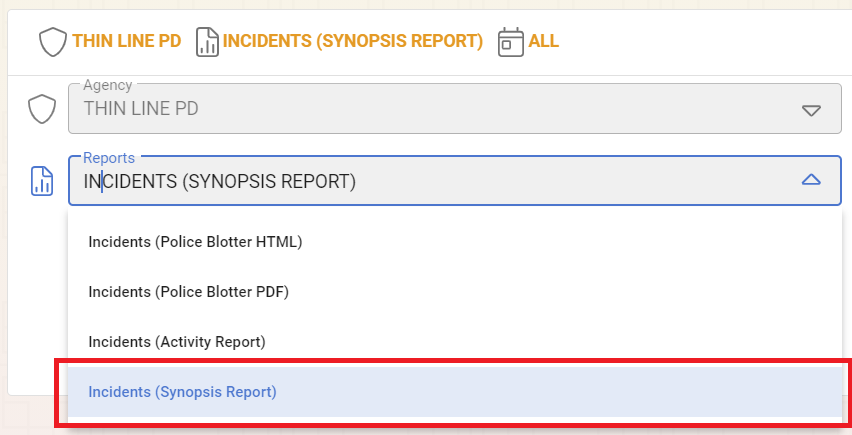 THIN LINE PD INCIDENTS (SYNOPSIS REPORT) ALL
Agency
THIN LINE PD
Reports
INCIDENTS (SYNOPSIS REPORT)
Incidents (Police Blotter HTML)
Incidents (Police Blotter PDF)
Incidents (Activity Report)
Incidents (Synopsis Report)